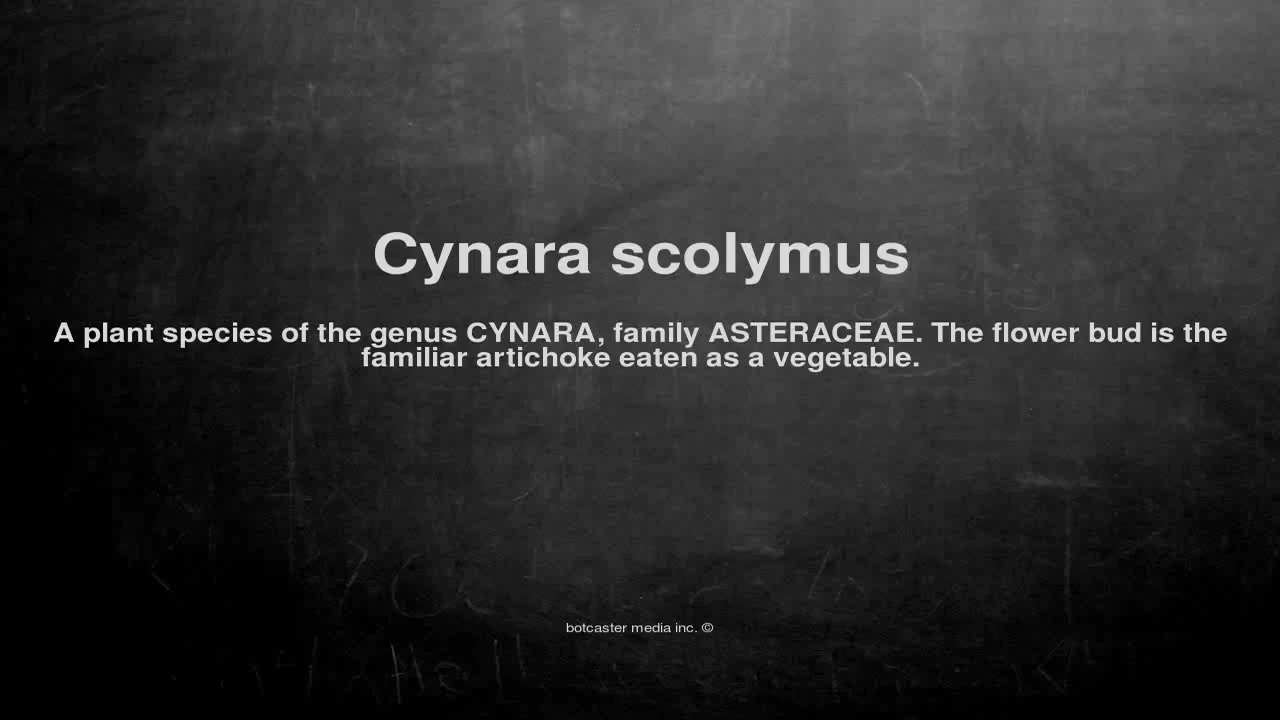 Cynara scolymus
A plant species of the genus CYNARA, family ASTERACEAE. The flower bud is the
familiar artichoke eaten as a vegetable.
botcaster media inc. ©